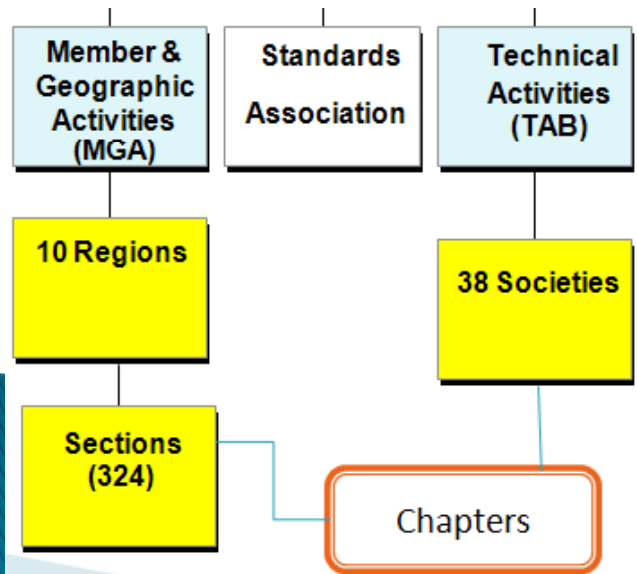 Member &
Geographic
Activities
(MGA)
Standards
Association
Technical
Activities
(TAB)
10 Regions
38 Societies
Sections
(324)
Chapters